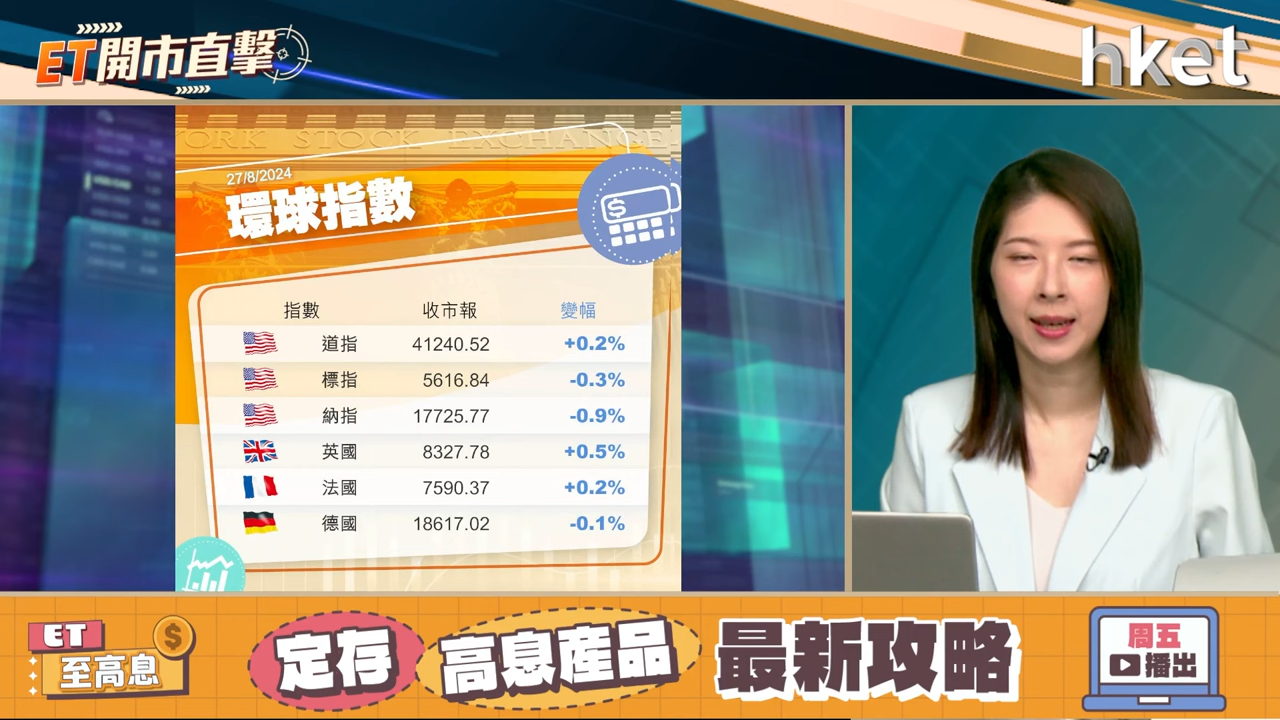 ET開市直擊
hket
YORK STOCK EXCHANGE
27/8/2024
環球指數
指數 收市報 變幅
道指 41240.52 +0.2%
標指 5616.84 -0.3%
納指 17725.77 -0.9%
英國 8327.78 +0.5%
法國 7590.37 +0.2%
德國 18617.02 -0.1%
ET
至高息
定存 高息產品 最新攻略
周五
播出